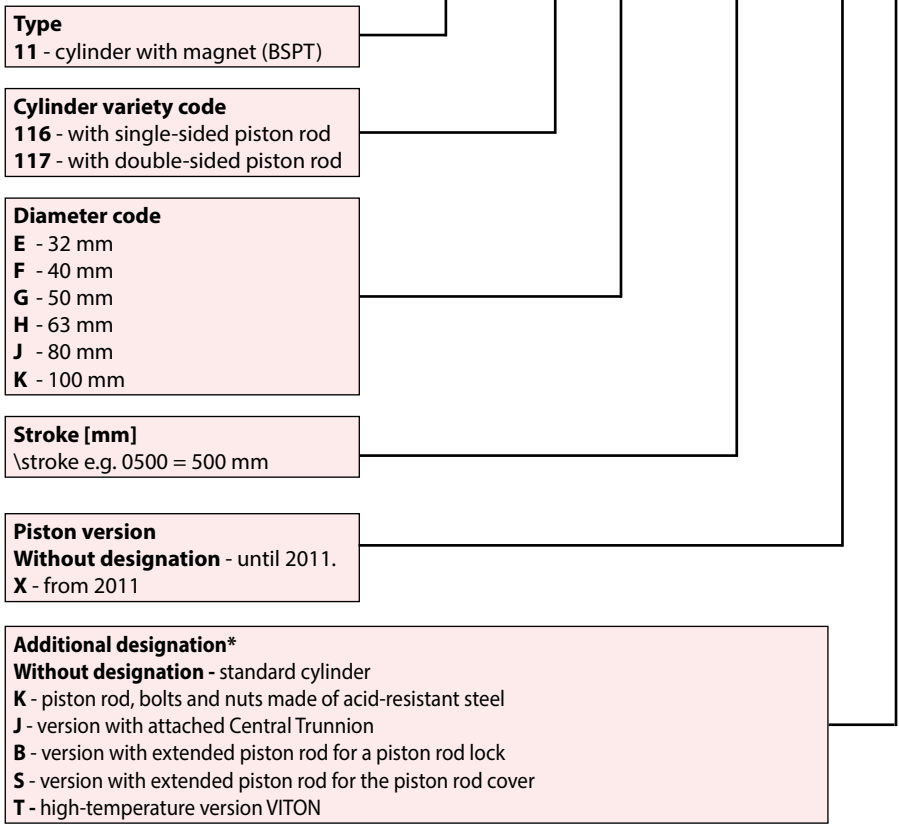 Type
11 - cylinder with magnet (BSPT)
Cylinder variety code
116 - with single-sided piston rod
117 - with double-sided piston rod
Diameter code
E - 32 mm
F - 40 mm
G - 50 mm
H - 63 mm
J - 80 mm
K - 100 mm
Stroke [mm]
\stroke e.g. 0500 = 500 mm
Piston version
Without designation - until 2011.
X - from 2011
Additional designation*
Without designation - standard cylinder
K - piston rod, bolts and nuts made of acid-resistant steel
J - version with attached Central Trunnion
B - version with extended piston rod for a piston rod lock
S - version with extended piston rod for the piston rod cover
T - high-temperature version VITON